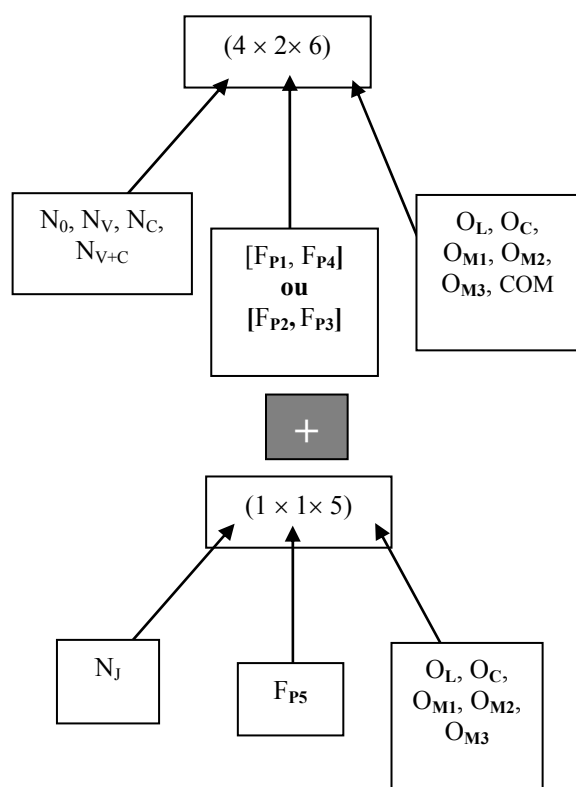 (4 × 2× 6)
N0, NV, NC,
NV+C
[FP1, FP4]
ou
[FP2, FP3]
OL, OC,
OM1, OM2,
OM3, COM
+
(1 × 1× 5)
NJ
FP5
OL, OC,
OM1, OM2,
OM3